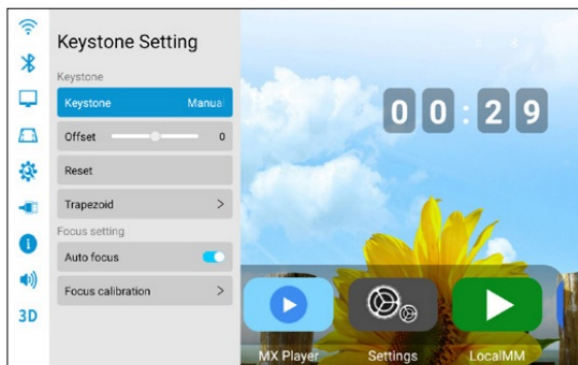 Keystone Setting
Keystone
Keystone Manual
Offset 0
Reset
Trapezoid >
Focus setting
Auto focus
Focus calibration >
3D
00:29
MX Player Settings LocalMM